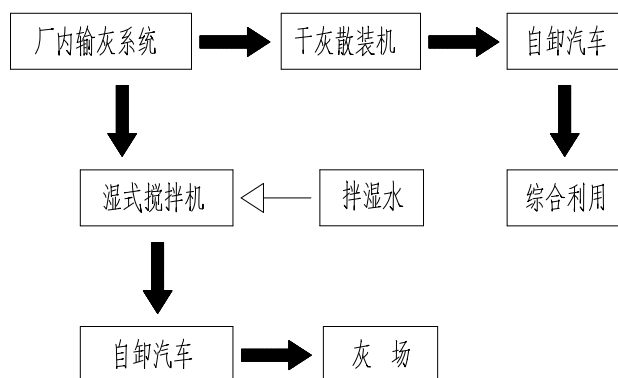 厂内输灰系统
干灰散装机
自卸汽车
湿式搅拌机
拌湿水
综合利用
自卸汽车
灰 场